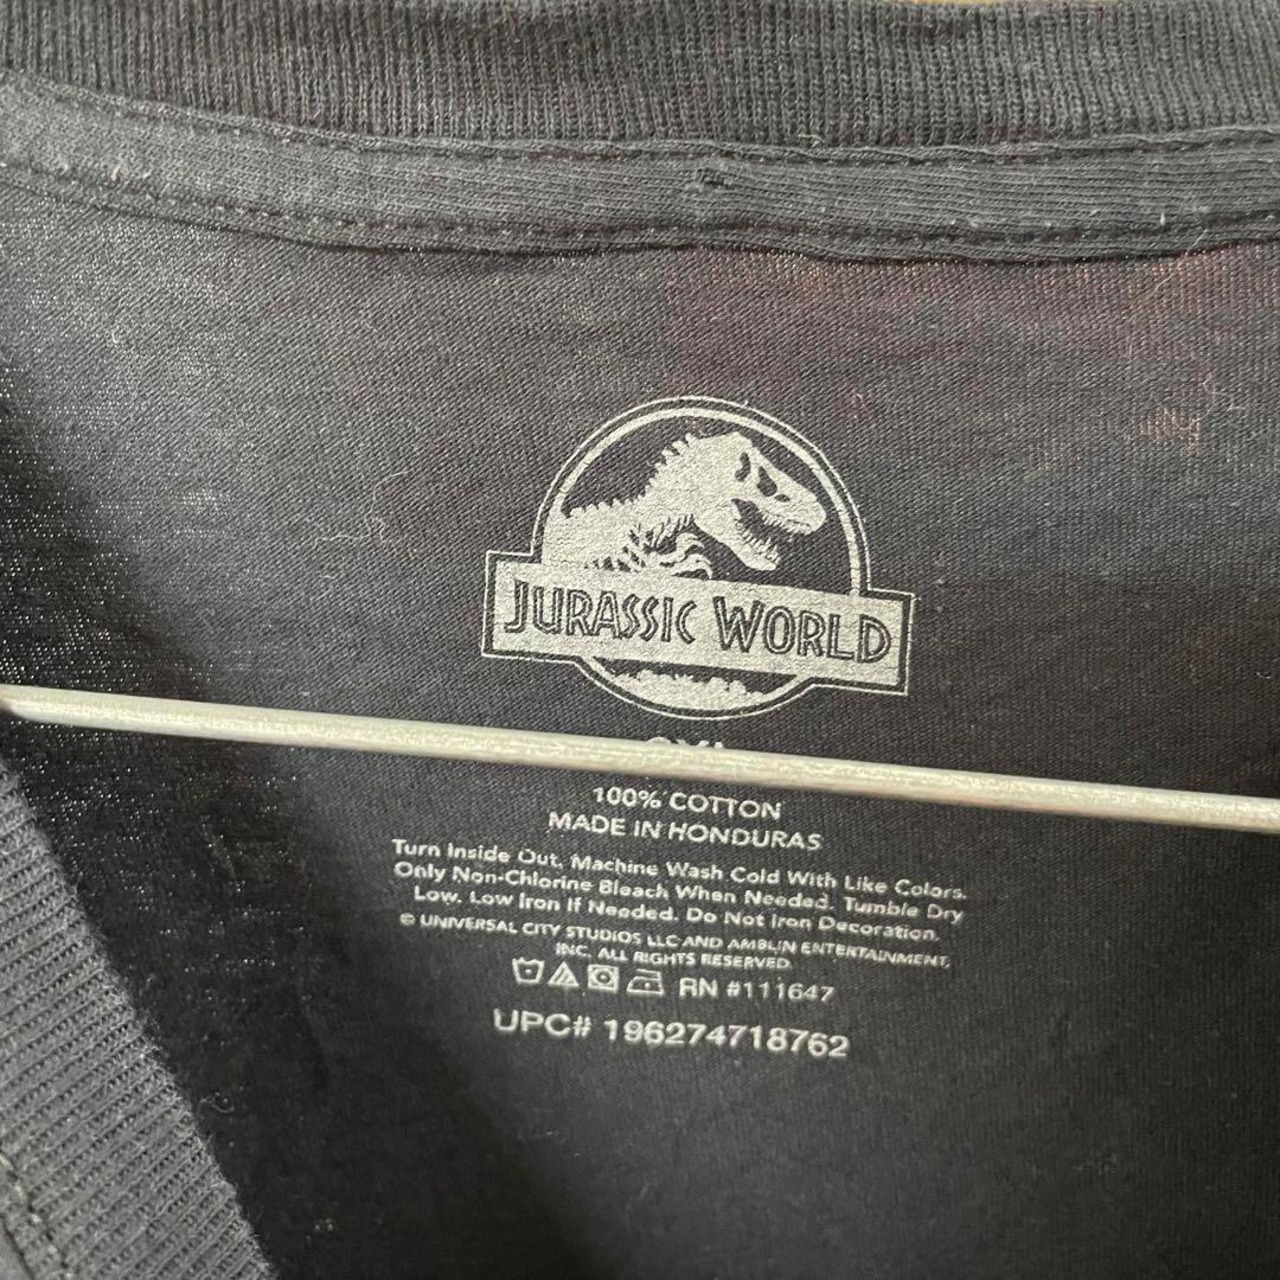 JURASSIC WORLD
100% COTTON
MADE IN HONDURAS
Turn Inside Out. Machine Wash Cold With Like Colors.
Only Non-Chlorine Bleach When Needed. Tumble Dry
Low. Low Iron If Needed. Do Not Iron Decoration.
© UNIVERSAL CITY STUDIOS LLC AND AMBLIN ENTERTAINMENT,
INC. ALL RIGHTS RESERVED.
RN #111647
UPC# 196274718762